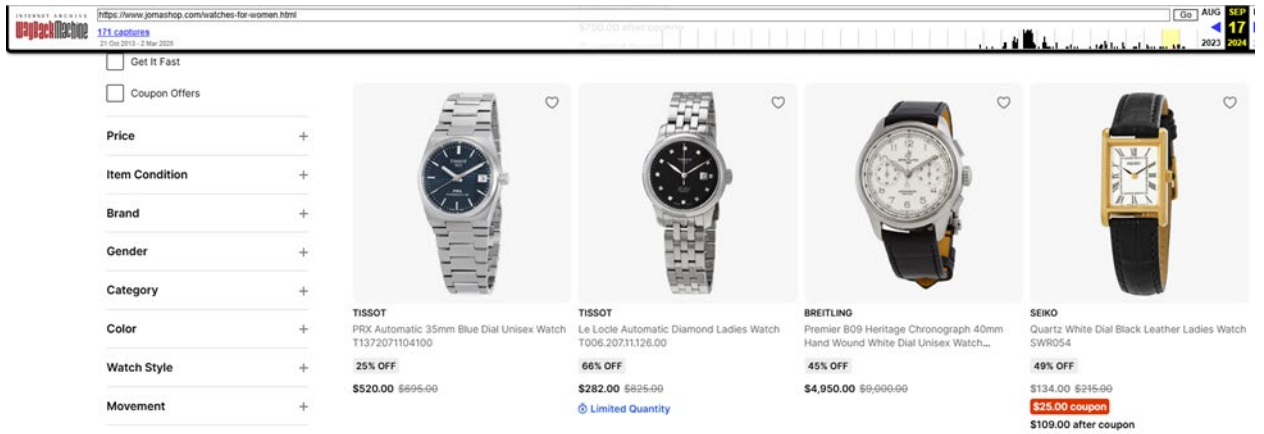 INTERNET ARCHIVE
WayBackMachine
https://www.jomashop.com/watches-for-women.html
Go
AUG SEP
171 captures
17
21 Oct 2013 - 2 Mar 2025
2023 2024
$750.00 after coupon
Get It Fast
Coupon Offers
Price +
Item Condition +
Brand +
Gender +
Category +
Color +
Watch Style +
Movement +
TISSOT
PRX Automatic 35mm Blue Dial Unisex Watch
T1372071104100
25% OFF
$520.00 $695.00
TISSOT
Le Locle Automatic Diamond Ladies Watch
T006.207.11.126.00
66% OFF
$282.00 $825.00
Limited Quantity
BREITLING
Premier B09 Heritage Chronograph 40mm
Hand Wound White Dial Unisex Watch...
45% OFF
$4,950.00 $9,000.00
SEIKO
Quartz White Dial Black Leather Ladies Watch
SWR054
49% OFF
$134.00 $215.00
$25.00 coupon
$109.00 after coupon